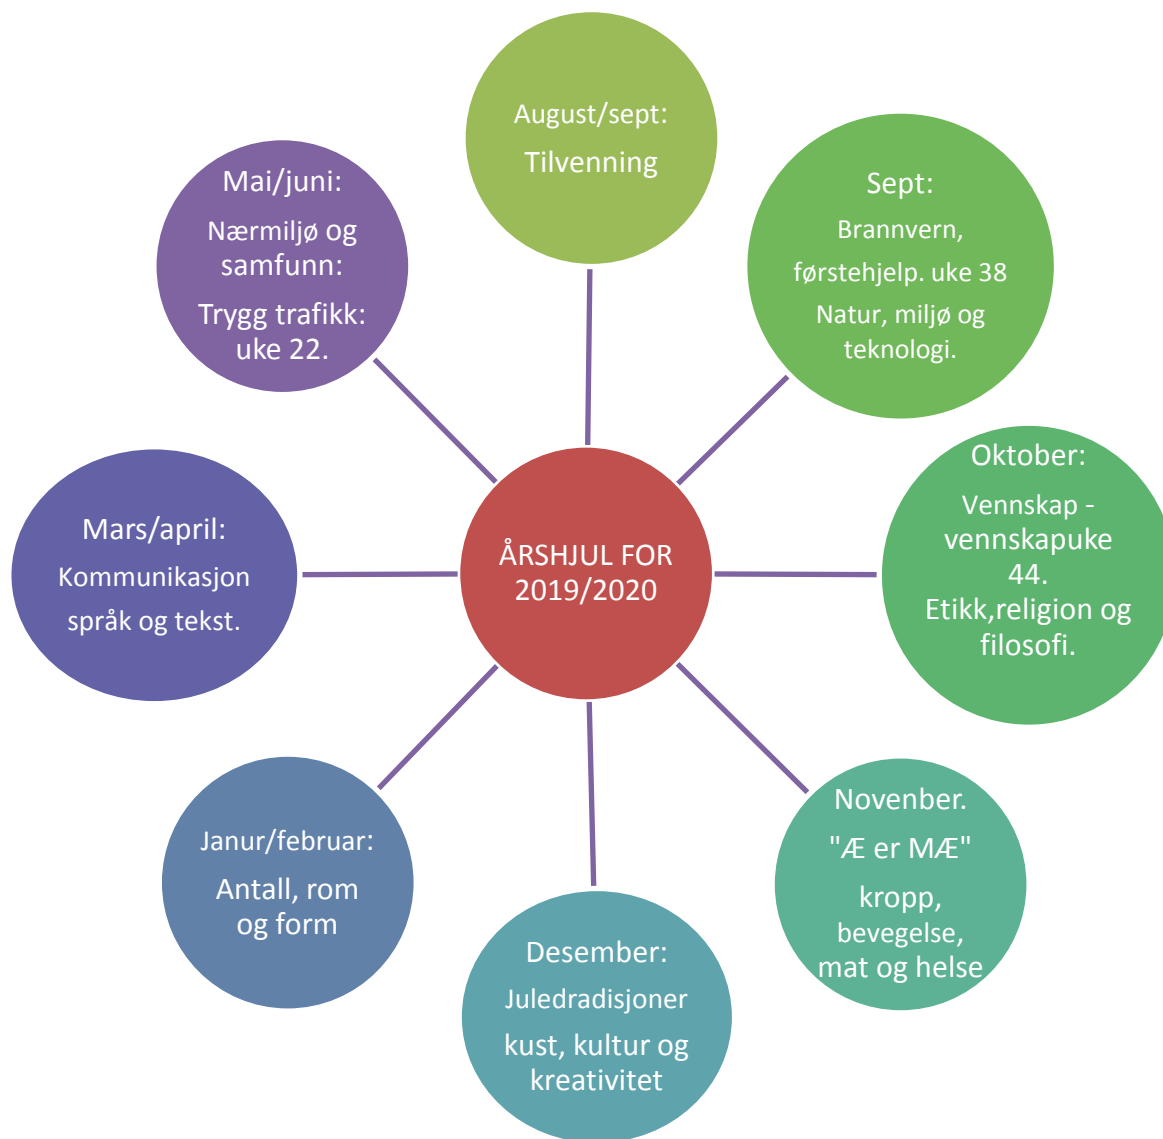 August/sept:
Tilvenning
Sept:
Brannvern,
førstehjelp. uke 38
Natur, miljø og
teknologi.
Oktober:
Vennskap -
vennskapuke
44.
Etikk,religion og
filosofi.
Novenber.
"Æ er MÆ"
kropp,
bevegelse,
mat og helse
Desember:
Juledradisjoner
kust, kultur og
kreativitet
Janur/februar:
Antall, rom
og form
Mars/april:
Kommunikasjon
språk og tekst.
Mai/juni:
Nærmiljø og
samfunn:
Trygg trafikk:
uke 22.
ÅRSHJUL FOR
2019/2020